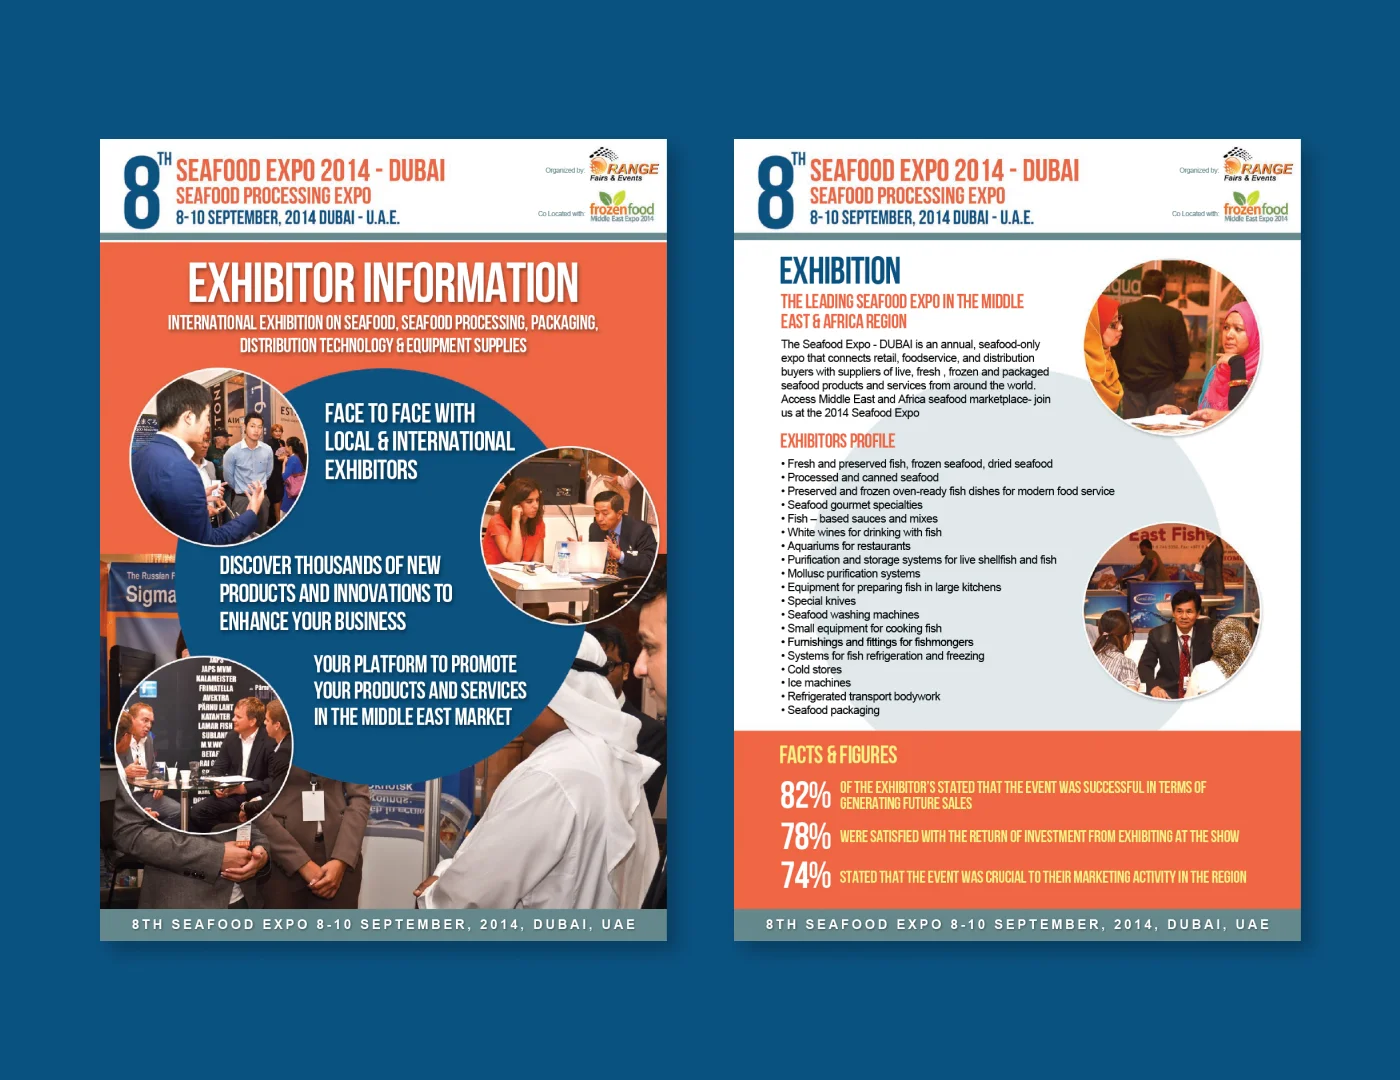 8TH SEAFOOD EXPO 2014 - DUBAI
SEAFOOD PROCESSING EXPO
8-10 SEPTEMBER, 2014 DUBAI - U.A.E.
Organized by: ORANGE
Fairs & Events
Co Located with: frozenfood
Middle East Expo 2014
EXHIBITOR INFORMATION
INTERNATIONAL EXHIBITION ON SEAFOOD, SEAFOOD PROCESSING, PACKAGING,
DISTRIBUTION TECHNOLOGY & EQUIPMENT SUPPLIES
FACE TO FACE WITH
LOCAL & INTERNATIONAL
EXHIBITORS
DISCOVER THOUSANDS OF NEW
PRODUCTS AND INNOVATIONS TO
ENHANCE YOUR BUSINESS
The Russian F
Sigma
YOUR PLATFORM TO PROMOTE
YOUR PRODUCTS AND SERVICES
IN THE MIDDLE EAST MARKET
JAPS MVM
KALAMEISTER
FRIMATELLA
AVEKTRA
PÄRNU LAHT
KATANTER
LAMAR FISH
8TH SEAFOOD EXPO 8-10 SEPTEMBER, 2014, DUBAI, UAE
8TH SEAFOOD EXPO 2014 - DUBAI
SEAFOOD PROCESSING EXPO
8-10 SEPTEMBER, 2014 DUBAI - U.A.E.
Organized by: ORANGE
Fairs & Events
Co Located with: frozenfood
Middle East Expo 2014
EXHIBITION
THE LEADING SEAFOOD EXPO IN THE MIDDLE
EAST & AFRICA REGION
The Seafood Expo - DUBAI is an annual, seafood-only
expo that connects retail, foodservice, and distribution
buyers with suppliers of live, fresh , frozen and packaged
seafood products and services from around the world.
Access Middle East and Africa seafood marketplace- join
us at the 2014 Seafood Expo
EXHIBITORS PROFILE
• Fresh and preserved fish, frozen seafood, dried seafood
• Processed and canned seafood
• Preserved and frozen oven-ready fish dishes for modern food service
• Seafood gourmet specialties
• Fish – based sauces and mixes
• White wines for drinking with fish
• Aquariums for restaurants
• Purification and storage systems for live shellfish and fish
• Mollusc purification systems
• Equipment for preparing fish in large kitchens
• Special knives
• Seafood washing machines
• Small equipment for cooking fish
• Furnishings and fittings for fishmongers
• Systems for fish refrigeration and freezing
• Cold stores
• Ice machines
• Refrigerated transport bodywork
• Seafood packaging
East Fish
FACTS & FIGURES
82% OF THE EXHIBITOR'S STATED THAT THE EVENT WAS SUCCESSFUL IN TERMS OF
GENERATING FUTURE SALES
78% WERE SATISFIED WITH THE RETURN OF INVESTMENT FROM EXHIBITING AT THE SHOW
74% STATED THAT THE EVENT WAS CRUCIAL TO THEIR MARKETING ACTIVITY IN THE REGION
8TH SEAFOOD EXPO 8-10 SEPTEMBER, 2014, DUBAI, UAE